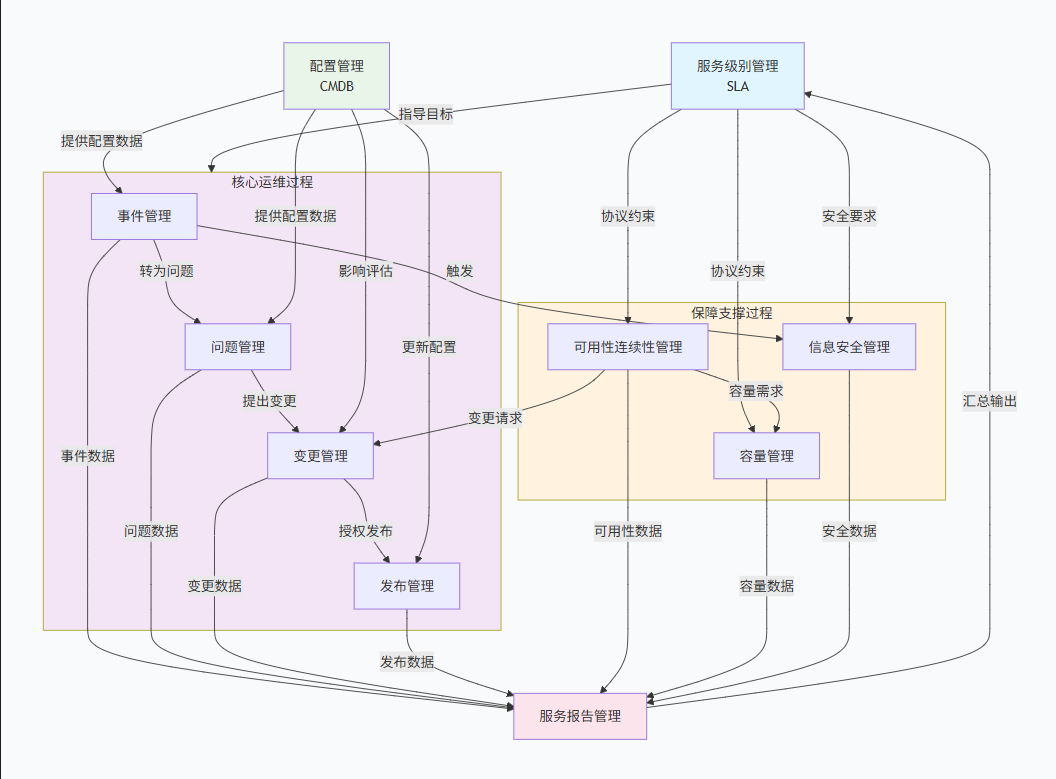 配置管理
CMDB
服务级别管理
SLA
指导目标
提供配置数据
核心运维过程
事件管理
提供配置数据
协议约束
安全要求
转为问题
影响评估
触发
协议约束
保障支撑过程
问题管理
更新配置
可用性连续性管理
信息安全管理
提出变更
变更请求
容量需求
汇总输出
事件数据
变更管理
容量管理
问题数据
授权发布
可用性数据
安全数据
变更数据
发布管理
容量数据
发布数据
服务报告管理